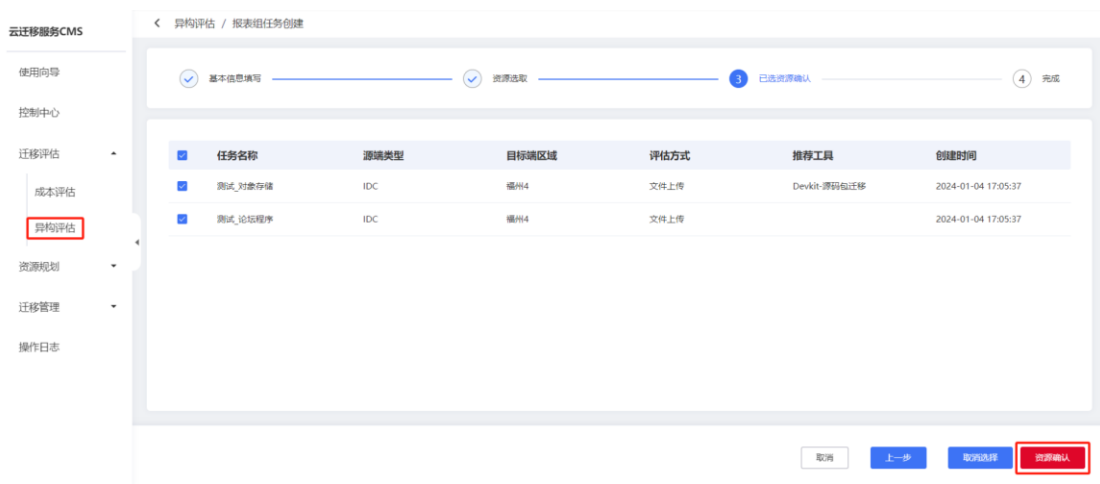 云迁移服务CMS
异构评估 / 报表组任务创建
使用向导
控制中心
迁移评估
成本评估
异构评估
资源规划
迁移管理
操作日志
基本信息填写
资源选取
3 已选资源确认
4 完成
任务名称 源端类型 目标端区域 评估方式 推荐工具 创建时间
测试_对象存储 IDC 福州4 文件上传 Devkit-源码包迁移 2024-01-04 17:05:37
测试_论坛程序 IDC 福州4 文件上传 2024-01-04 17:05:37
取消 上一步 取消选择 资源确认